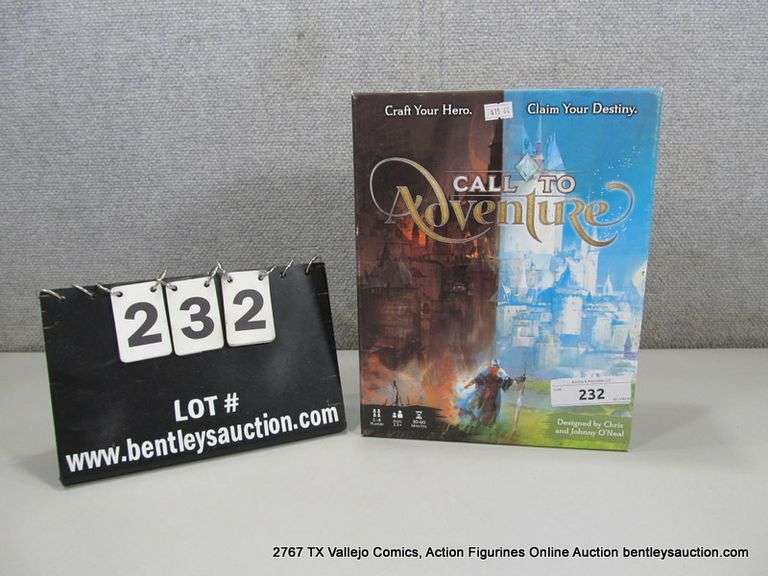 Craft Your Hero.
Claim Your Destiny.
CALL TO
Adventure
232
Designed by Chris
and Johnny O'Neal
232
LOT #
www.bentleysauction.com
2767 TX Vallejo Comics, Action Figurines Online Auction bentleysauction.com